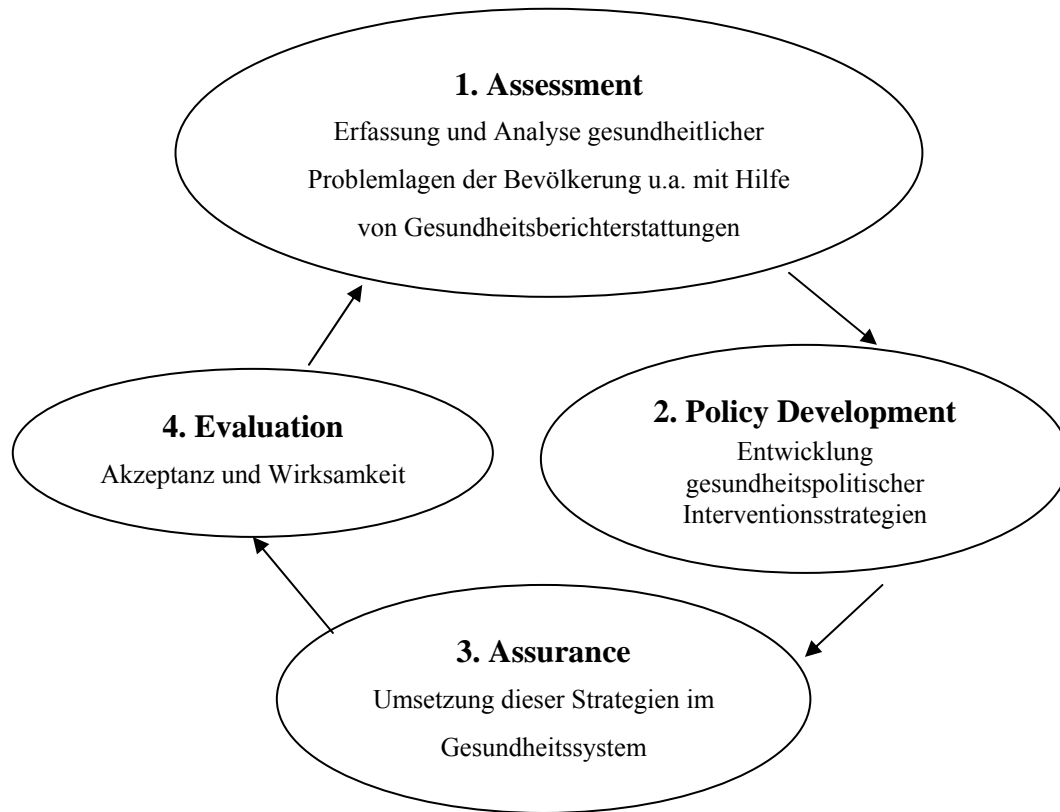 1. Assessment
Erfassung und Analyse gesundheitlicher
Problemlagen der Bevölkerung u.a. mit Hilfe
von Gesundheitsberichterstattungen
2. Policy Development
Entwicklung
gesundheitspolitischer
Interventionsstrategien
3. Assurance
Umsetzung dieser Strategien im
Gesundheitssystem
4. Evaluation
Akzeptanz und Wirksamkeit